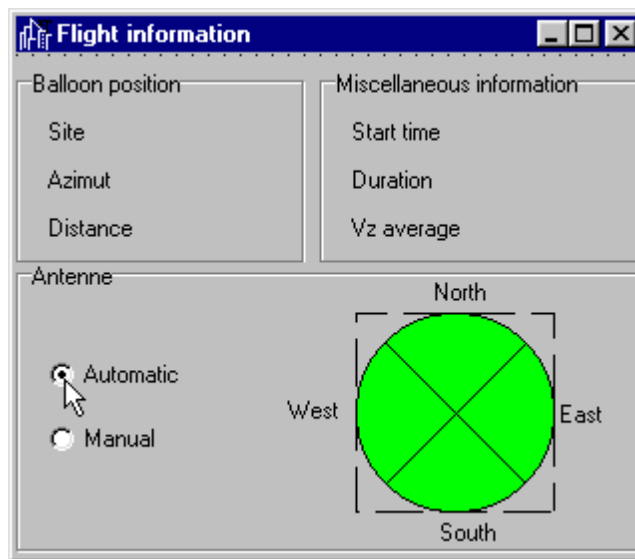 Flight information
Balloon position
Site
Azimut
Distance
Miscellaneous information
Start time
Duration
Vz average
Antenne
Automatic
Manual
North
West
East
South